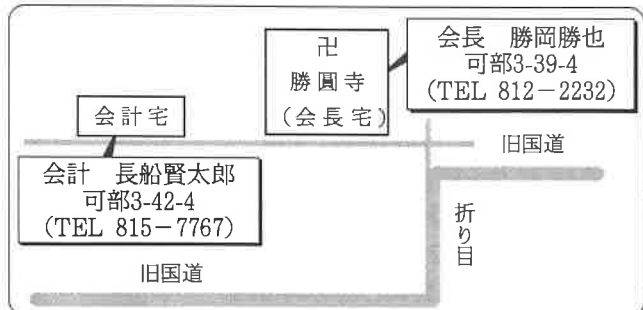 卍
勝圓寺
(会長宅)
会長 勝岡勝也
可部3-39-4
(TEL 812-2232)
会計宅
旧国道
会計 長船賢太郎
可部3-42-4
(TEL 815-7767)
折り目
旧国道